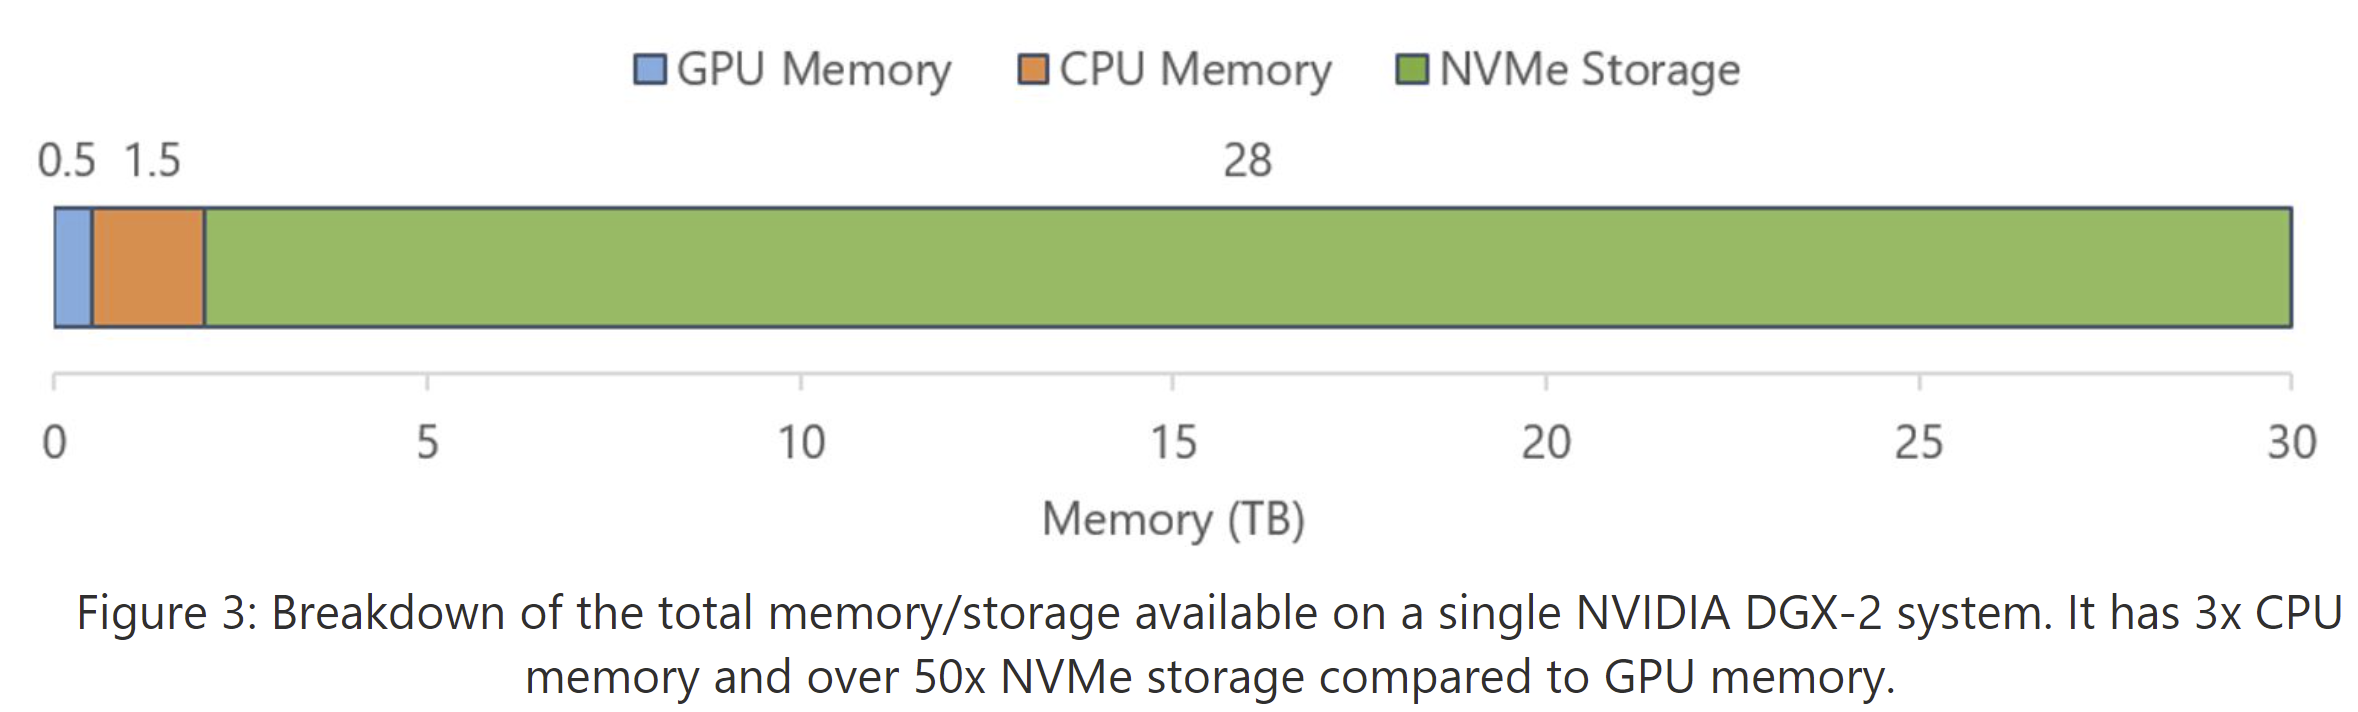 GPU Memory CPU Memory NVMe Storage
0.5 1.5 28
0 5 10 15 20 25 30
Memory (TB)
Figure 3: Breakdown of the total memory/storage available on a single NVIDIA DGX-2 system. It has 3x CPU
memory and over 50x NVMe storage compared to GPU memory.